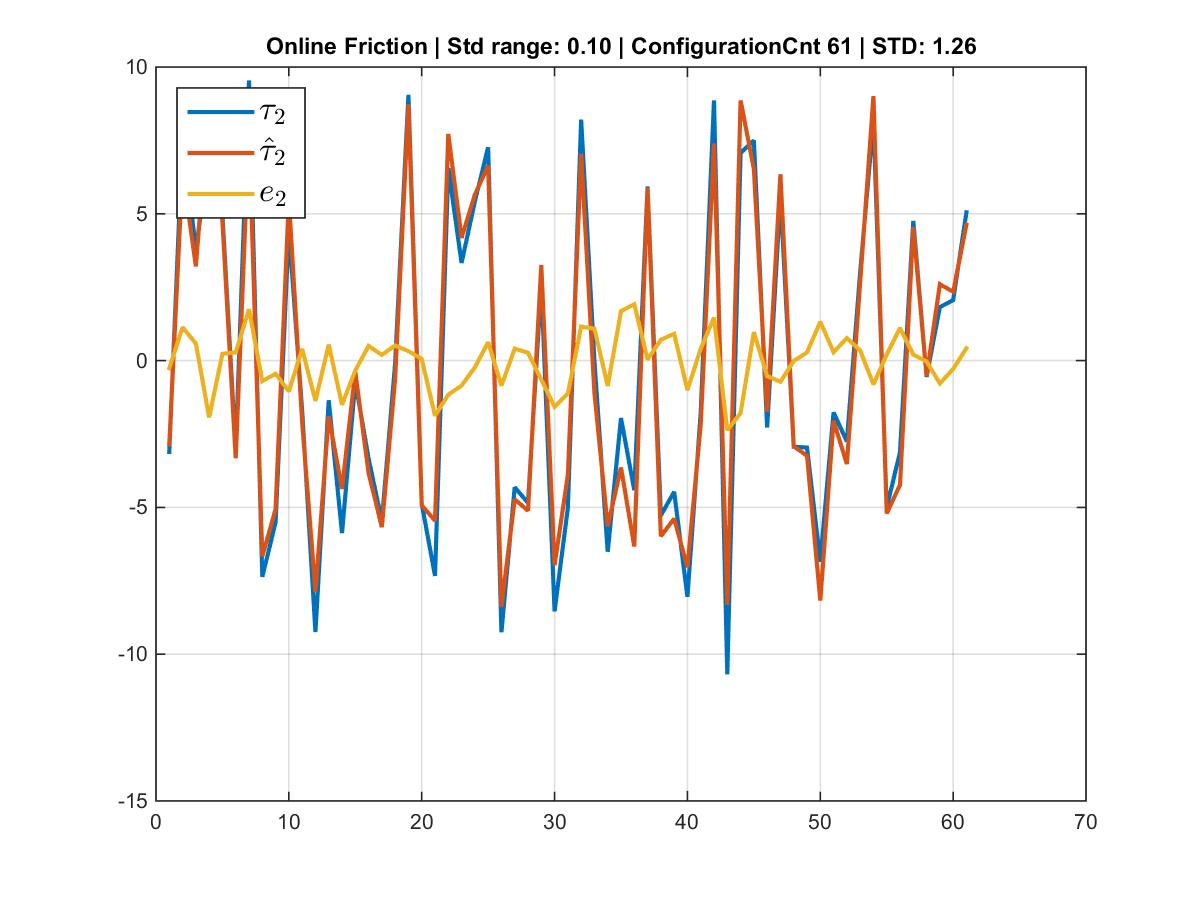 Online Friction | Std range: 0.10 | ConfigurationCnt 61 | STD: 1.26
τ₂
τ̂₂
e₂
10
5
0
-5
-10
-15
0 10 20 30 40 50 60 70